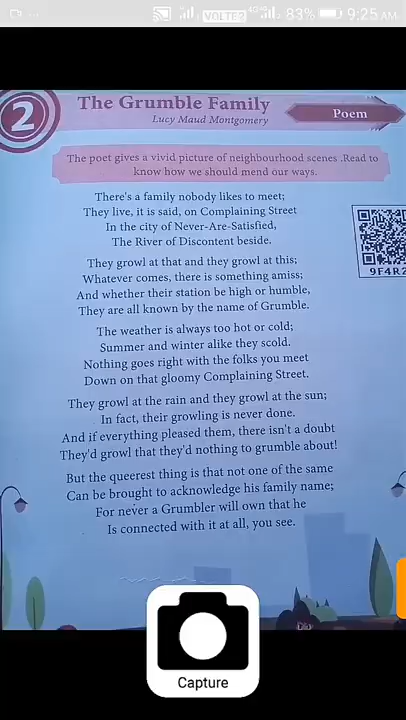 VOLTE
4G
83%
9:25 AM
2
The Grumble Family
Lucy Maud Montgomery
Poem
The poet gives a vivid picture of neighbourhood scenes .Read to
know how we should mend our ways.
There's a family nobody likes to meet;
They live, it is said, on Complaining Street
In the city of Never-Are-Satisfied,
The River of Discontent beside.
They growl at that and they growl at this;
Whatever comes, there is something amiss;
And whether their station be high or humble,
They are all known by the name of Grumble.
The weather is always too hot or cold;
Summer and winter alike they scold.
Nothing goes right with the folks you meet
Down on that gloomy Complaining Street.
They growl at the rain and they growl at the sun;
In fact, their growling is never done.
And if everything pleased them, there isn't a doubt
They'd growl that they'd nothing to grumble about!
But the queerest thing is that not one of the same
Can be brought to acknowledge his family name;
For never a Grumbler will own that he
Is connected with it at all, you see.
9F4R2
Capture